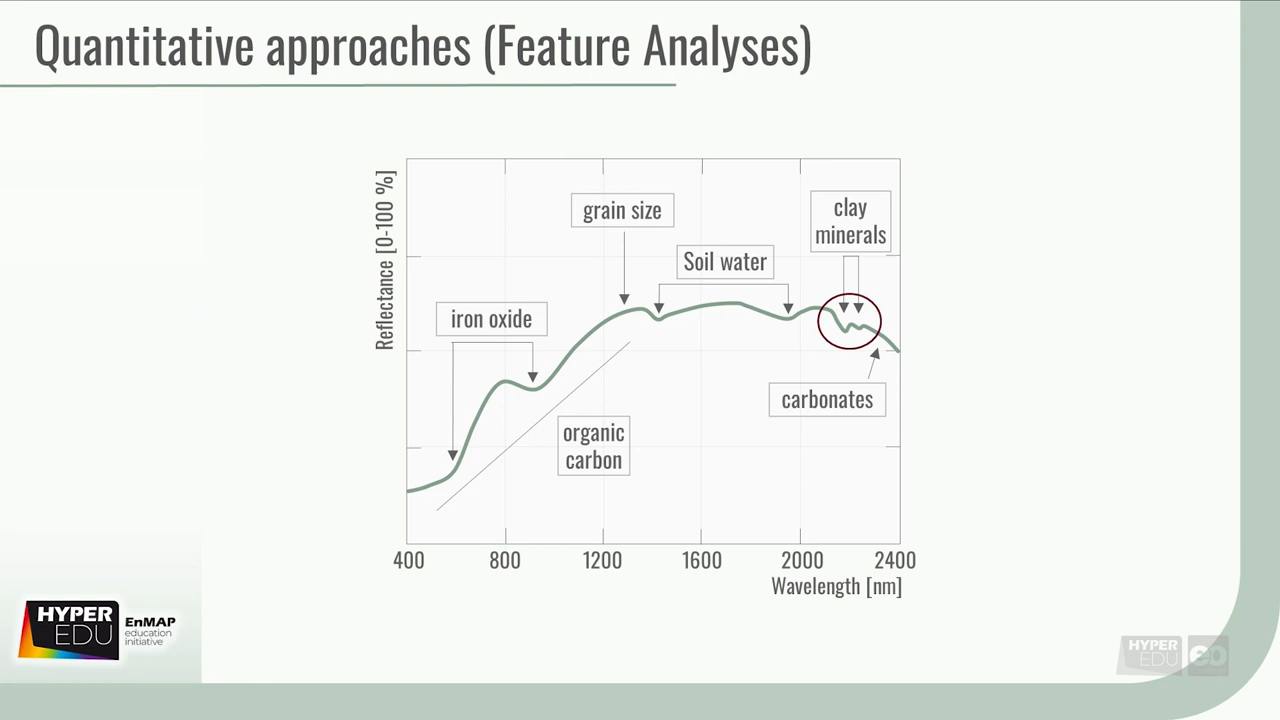 Quantitative approaches (Feature Analyses)
Reflectance [0-100 %]
grain size
clay
minerals
Soil water
iron oxide
carbonates
organic
carbon
400 800 1200 1600 2000 2400
Wavelength [nm]
HYPER
EDU
EnMAP
education
initiative
HYPER
EDU
eo